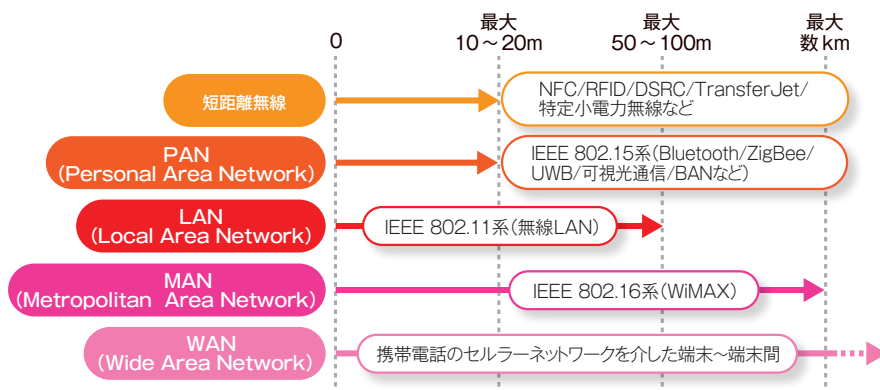 0
最大
10～20m
最大
50～100m
最大
数km
短距離無線
NFC/RFID/DSRC/TransferJet/
特定小電力無線など
PAN
(Personal Area Network)
IEEE 802.15系(Bluetooth/ZigBee/
UWB/可視光通信/BANなど)
LAN
(Local Area Network)
IEEE 802.11系(無線LAN)
MAN
(Metropolitan Area Network)
IEEE 802.16系(WiMAX)
WAN
(Wide Area Network)
携帯電話のセルラーネットワークを介した端末～端末間